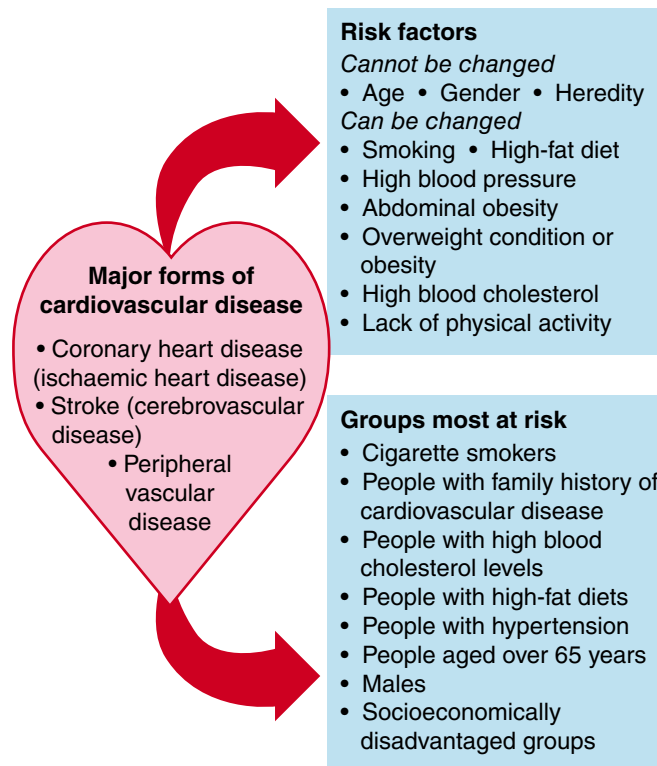 Risk factors
Cannot be changed
• Age • Gender • Heredity
Can be changed
• Smoking • High-fat diet
• High blood pressure
• Abdominal obesity
• Overweight condition or
obesity
• High blood cholesterol
• Lack of physical activity
Major forms of
cardiovascular disease
• Coronary heart disease
(ischaemic heart disease)
• Stroke (cerebrovascular
disease)
• Peripheral
vascular
disease
Groups most at risk
• Cigarette smokers
• People with family history of
cardiovascular disease
• People with high blood
cholesterol levels
• People with high-fat diets
• People with hypertension
• People aged over 65 years
• Males
• Socioeconomically
disadvantaged groups